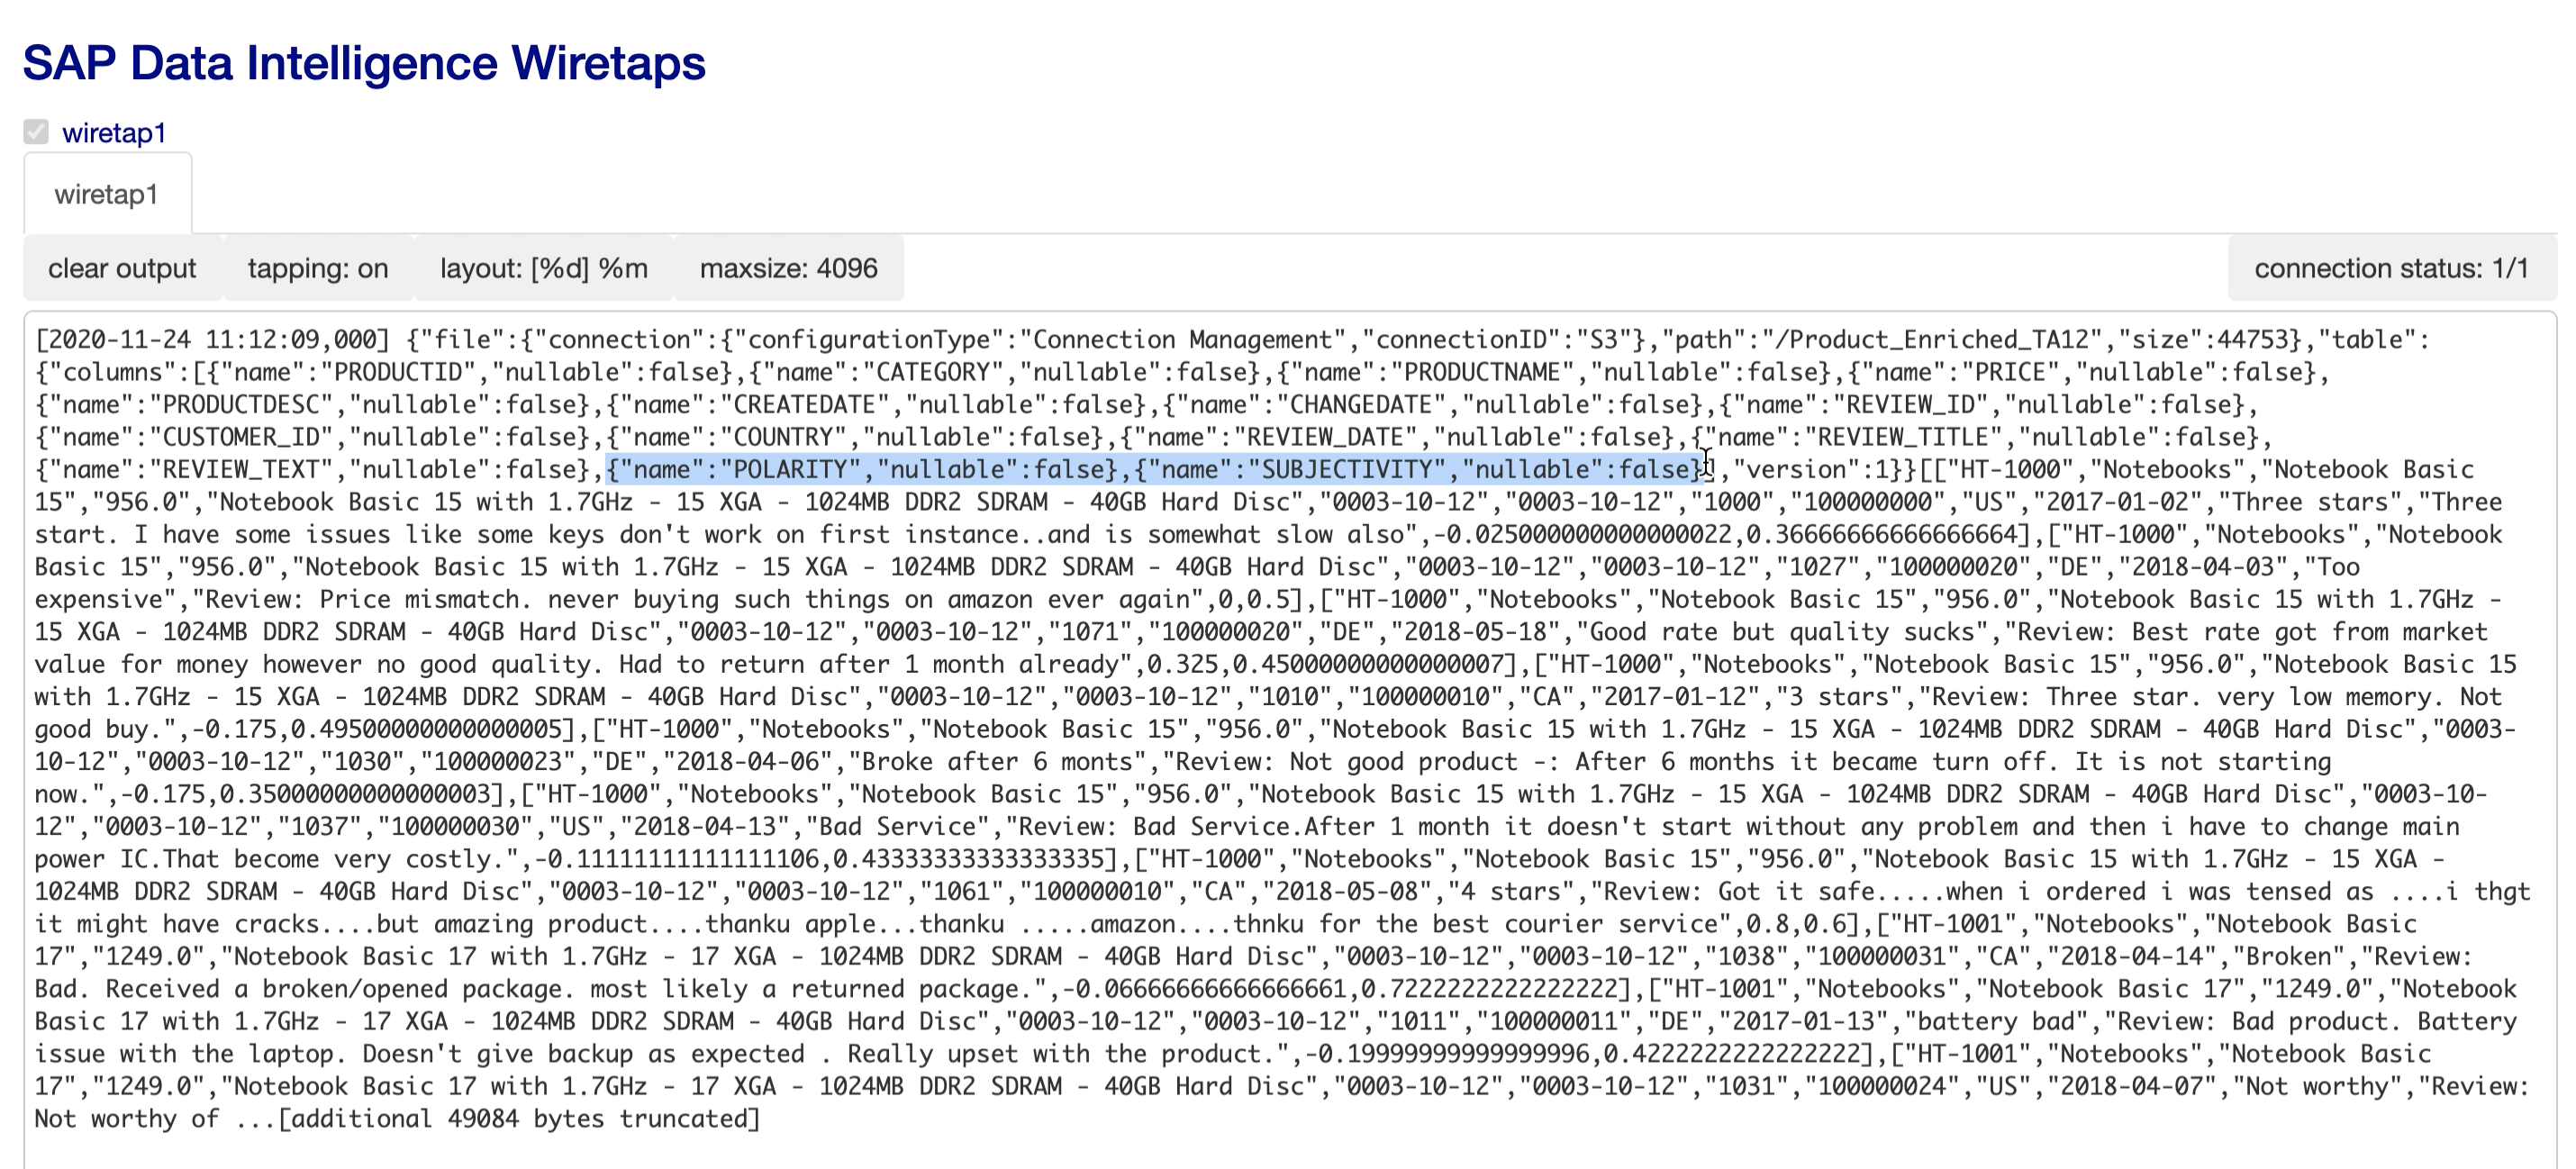 SAP Data Intelligence Wiretaps
wiretap1
wiretap1
clear output tapping: on layout: [%d] %m maxsize: 4096 connection status: 1/1
[2020-11-24 11:12:09,000] {"file":{"connection":{"configurationType":"Connection Management","connectionID":"S3"},"path":"/Product_Enriched_TA12","size":44753},"table":
{"columns":[{"name":"PRODUCTID","nullable":false},{"name":"CATEGORY","nullable":false},{"name":"PRODUCTNAME","nullable":false},{"name":"PRICE","nullable":false},
{"name":"PRODUCTDESC","nullable":false},{"name":"CREATEDATE","nullable":false},{"name":"CHANGEDATE","nullable":false},{"name":"REVIEW_ID","nullable":false},
{"name":"CUSTOMER_ID","nullable":false},{"name":"COUNTRY","nullable":false},{"name":"REVIEW_DATE","nullable":false},{"name":"REVIEW_TITLE","nullable":false},
{"name":"REVIEW_TEXT","nullable":false},{"name":"POLARITY","nullable":false},{"name":"SUBJECTIVITY","nullable":false}],"version":1}}[["HT-1000","Notebooks","Notebook Basic
15","956.0","Notebook Basic 15 with 1.7GHz - 15 XGA - 1024MB DDR2 SDRAM - 40GB Hard Disc","0003-10-12","0003-10-12","1000","100000000","US","2017-01-02","Three stars","Three
start. I have some issues like some keys don't work on first instance..and is somewhat slow also",-0.025000000000000022,0.36666666666666664],["HT-1000","Notebooks","Notebook
Basic 15","956.0","Notebook Basic 15 with 1.7GHz - 15 XGA - 1024MB DDR2 SDRAM - 40GB Hard Disc","0003-10-12","0003-10-12","1027","100000020","DE","2018-04-03","Too
expensive","Review: Price mismatch. never buying such things on amazon ever again",0,0.5],["HT-1000","Notebooks","Notebook Basic 15","956.0","Notebook Basic 15 with 1.7GHz -
15 XGA - 1024MB DDR2 SDRAM - 40GB Hard Disc","0003-10-12","0003-10-12","1071","100000020","DE","2018-05-18","Good rate but quality sucks","Review: Best rate got from market
value for money however no good quality. Had to return after 1 month already",0.325,0.45000000000000007],["HT-1000","Notebooks","Notebook Basic 15","956.0","Notebook Basic 15
with 1.7GHz - 15 XGA - 1024MB DDR2 SDRAM - 40GB Hard Disc","0003-10-12","0003-10-12","1010","100000010","CA","2017-01-12","3 stars","Review: Three star. very low memory. Not
good buy.",-0.175,0.49500000000000005],["HT-1000","Notebooks","Notebook Basic 15","956.0","Notebook Basic 15 with 1.7GHz - 15 XGA - 1024MB DDR2 SDRAM - 40GB Hard Disc","0003-
10-12","0003-10-12","1030","100000023","DE","2018-04-06","Broke after 6 monts","Review: Not good product -: After 6 months it became turn off. It is not starting
now.",-0.175,0.35000000000000003],["HT-1000","Notebooks","Notebook Basic 15","956.0","Notebook Basic 15 with 1.7GHz - 15 XGA - 1024MB DDR2 SDRAM - 40GB Hard Disc","0003-10-
12","0003-10-12","1037","100000030","US","2018-04-13","Bad Service","Review: Bad Service.After 1 month it doesn't start without any problem and then i have to change main
power IC.That become very costly.",-0.11111111111111106,0.43333333333333335],["HT-1000","Notebooks","Notebook Basic 15","956.0","Notebook Basic 15 with 1.7GHz - 15 XGA -
1024MB DDR2 SDRAM - 40GB Hard Disc","0003-10-12","0003-10-12","1061","100000010","CA","2018-05-08","4 stars","Review: Got it safe.....when i ordered i was tensed as ....i thgt
it might have cracks....but amazing product....thanku apple...thanku .....amazon....thnku for the best courier service",0.8,0.6],["HT-1001","Notebooks","Notebook Basic
17","1249.0","Notebook Basic 17 with 1.7GHz - 17 XGA - 1024MB DDR2 SDRAM - 40GB Hard Disc","0003-10-12","0003-10-12","1038","100000031","CA","2018-04-14","Broken","Review:
Bad. Received a broken/opened package. most likely a returned package.",-0.06666666666666661,0.7222222222222222],["HT-1001","Notebooks","Notebook Basic 17","1249.0","Notebook
Basic 17 with 1.7GHz - 17 XGA - 1024MB DDR2 SDRAM - 40GB Hard Disc","0003-10-12","0003-10-12","1011","100000011","DE","2017-01-13","battery bad","Review: Bad product. Battery
issue with the laptop. Doesn't give backup as expected . Really upset with the product.",-0.19999999999999996,0.4222222222222222],["HT-1001","Notebooks","Notebook Basic
17","1249.0","Notebook Basic 17 with 1.7GHz - 17 XGA - 1024MB DDR2 SDRAM - 40GB Hard Disc","0003-10-12","0003-10-12","1031","100000024","US","2018-04-07","Not worthy","Review:
Not worthy of ...[additional 49084 bytes truncated]